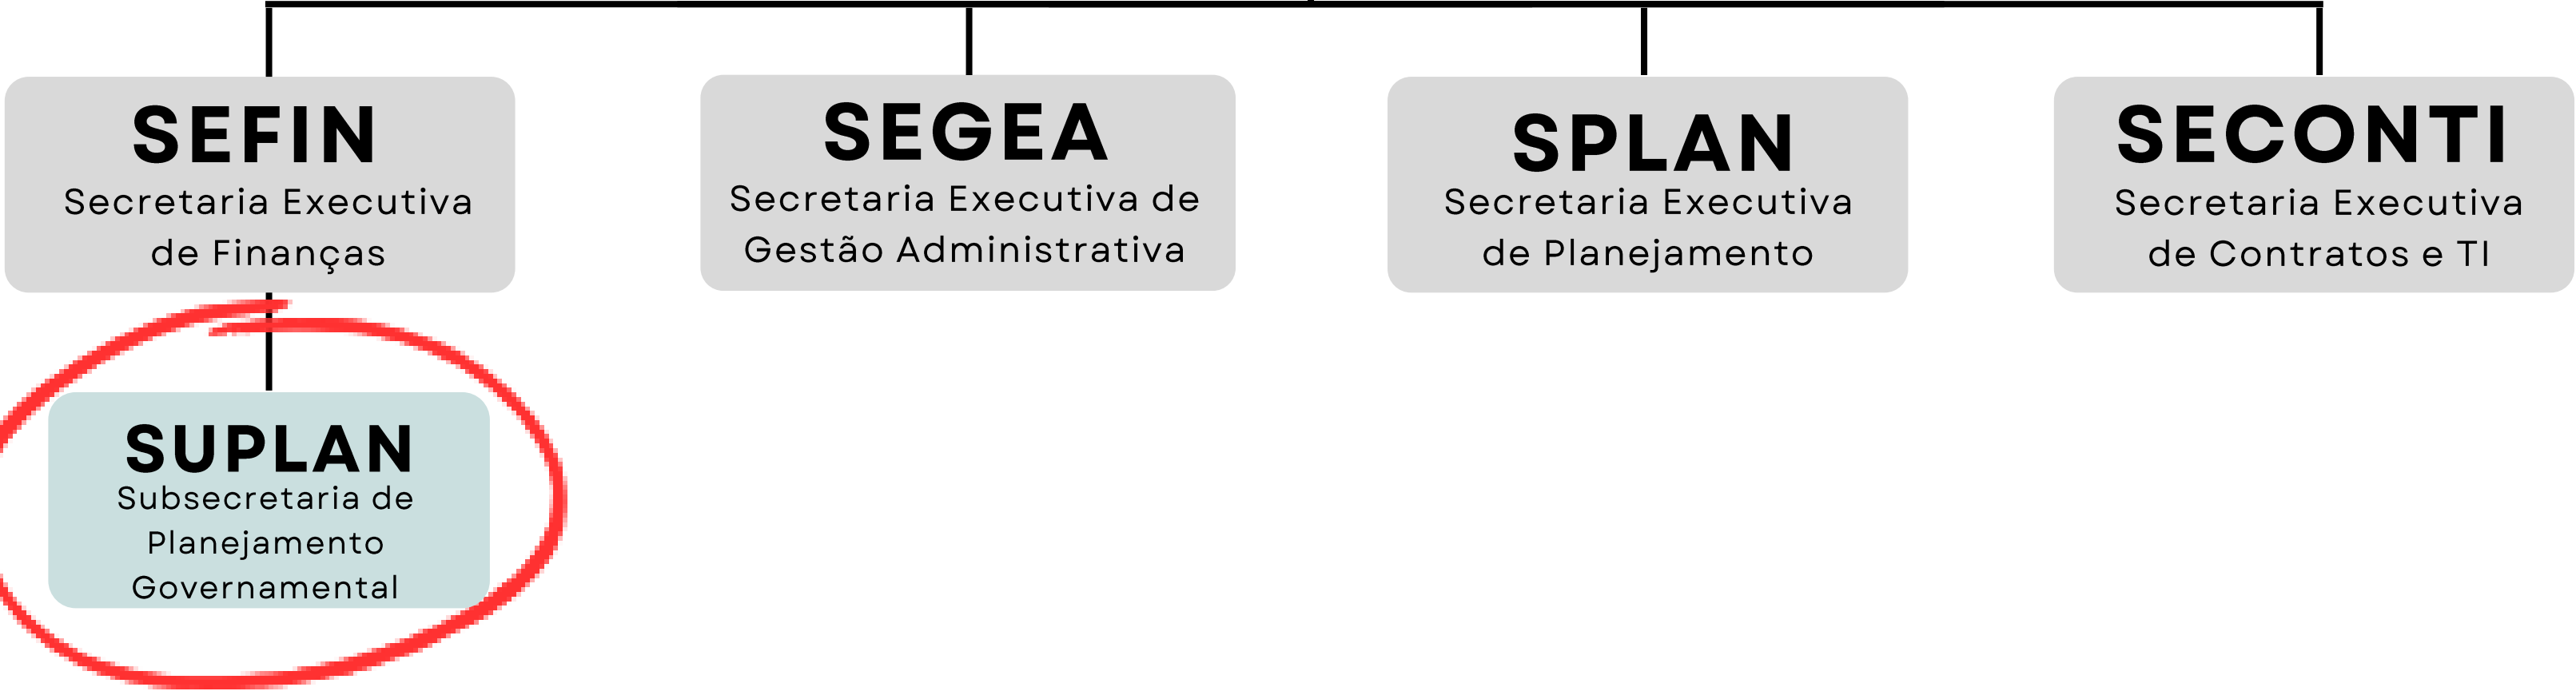 SEFIN
Secretaria Executiva
de Finanças
SEGEA
Secretaria Executiva de
Gestão Administrativa
SPLAN
Secretaria Executiva
de Planejamento
SECONTI
Secretaria Executiva
de Contratos e TI
SUPLAN
Subsecretaria de
Planejamento
Governamental